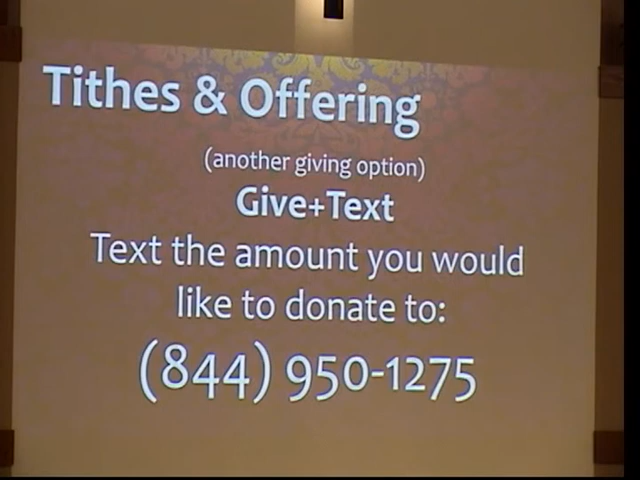 Tithes & Offering
(another giving option)
Give+Text
Text the amount you would
like to donate to:
(844) 950-1275